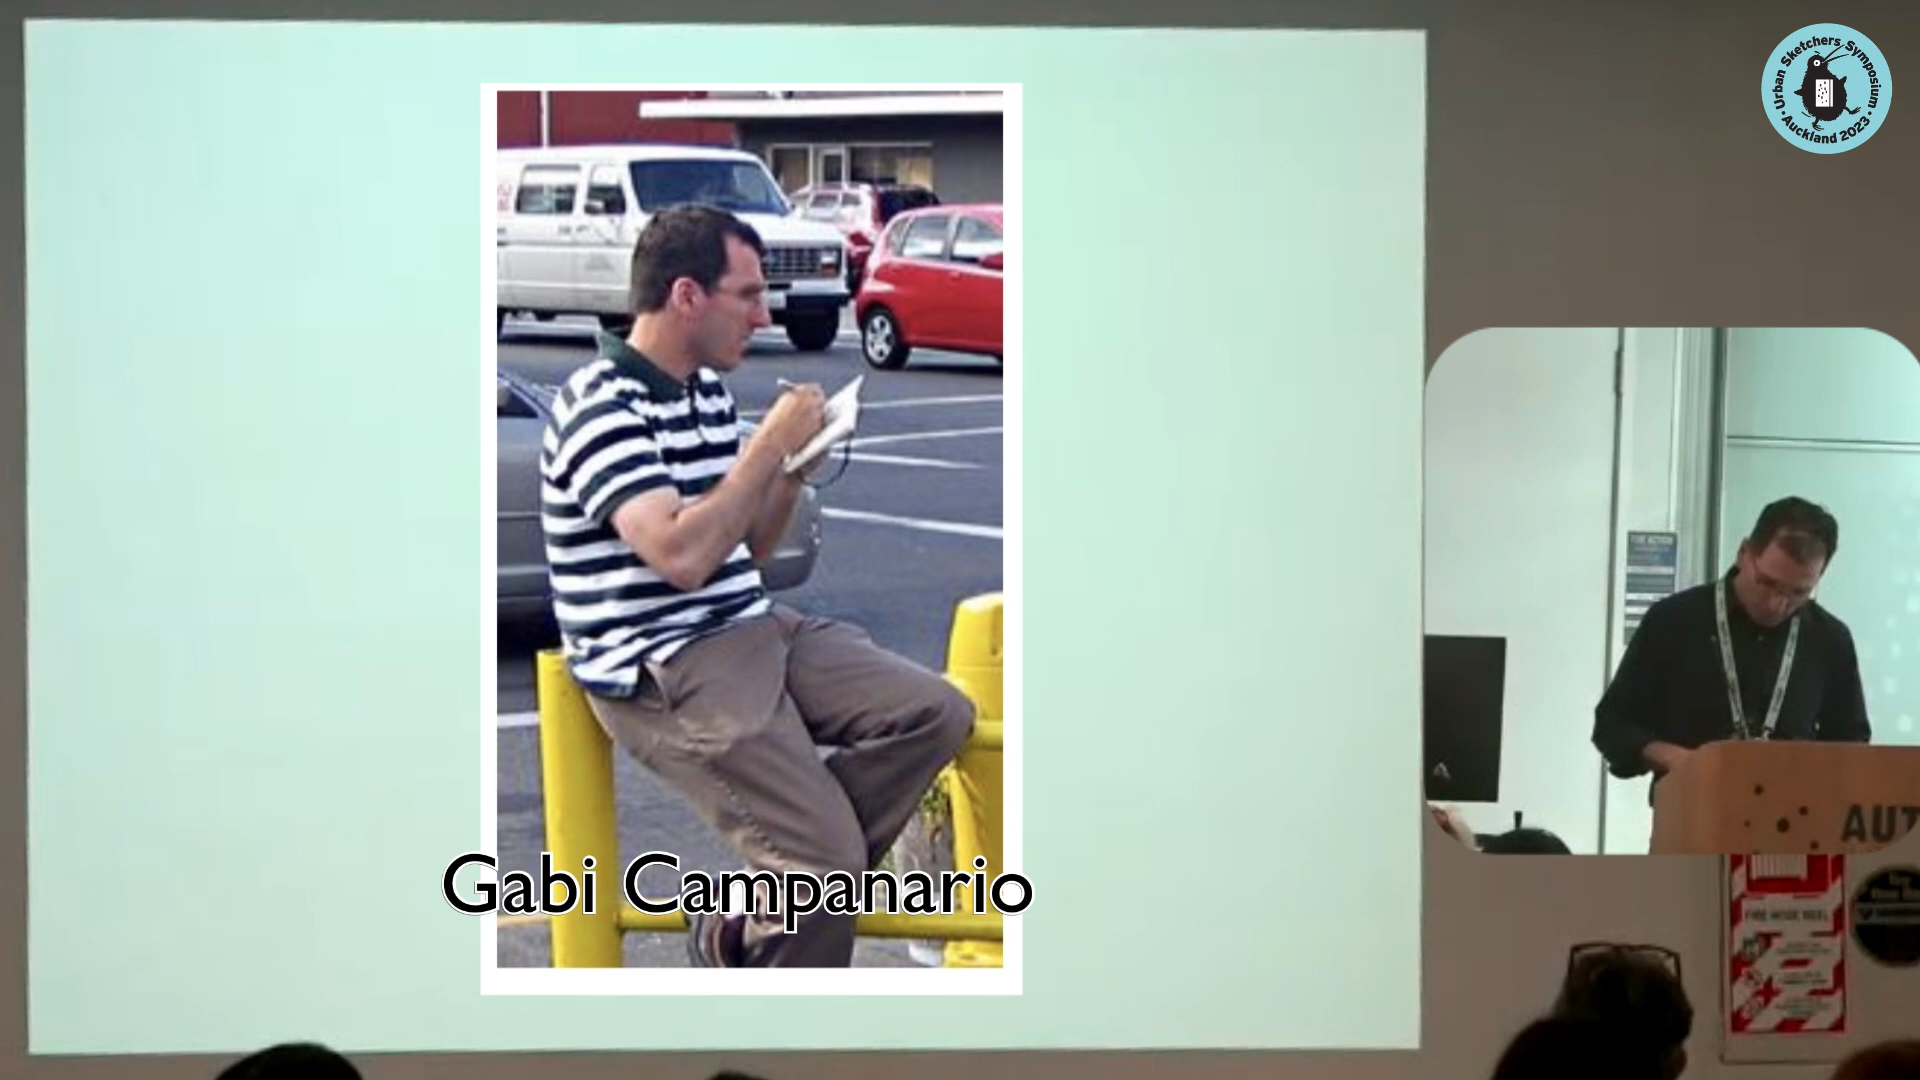 Urban Sketchers Symposium
Auckland 2023
Gabi Campanario
AUT
FIRE HOSE REEL